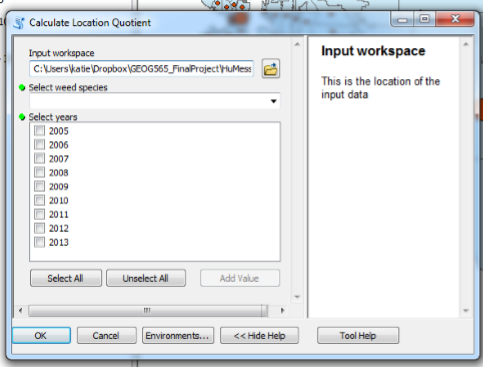 Calculate Location Quotient
Input workspace
C:\Users\katie\Dropbox\GEOG565_FinalProject\HuMess
Select weed species
Select years
2005
2006
2007
2008
2009
2010
2011
2012
2013
Select All
Unselect All
Add Value
OK
Cancel
Environments...
<< Hide Help
Tool Help
Input workspace
This is the location of the
input data